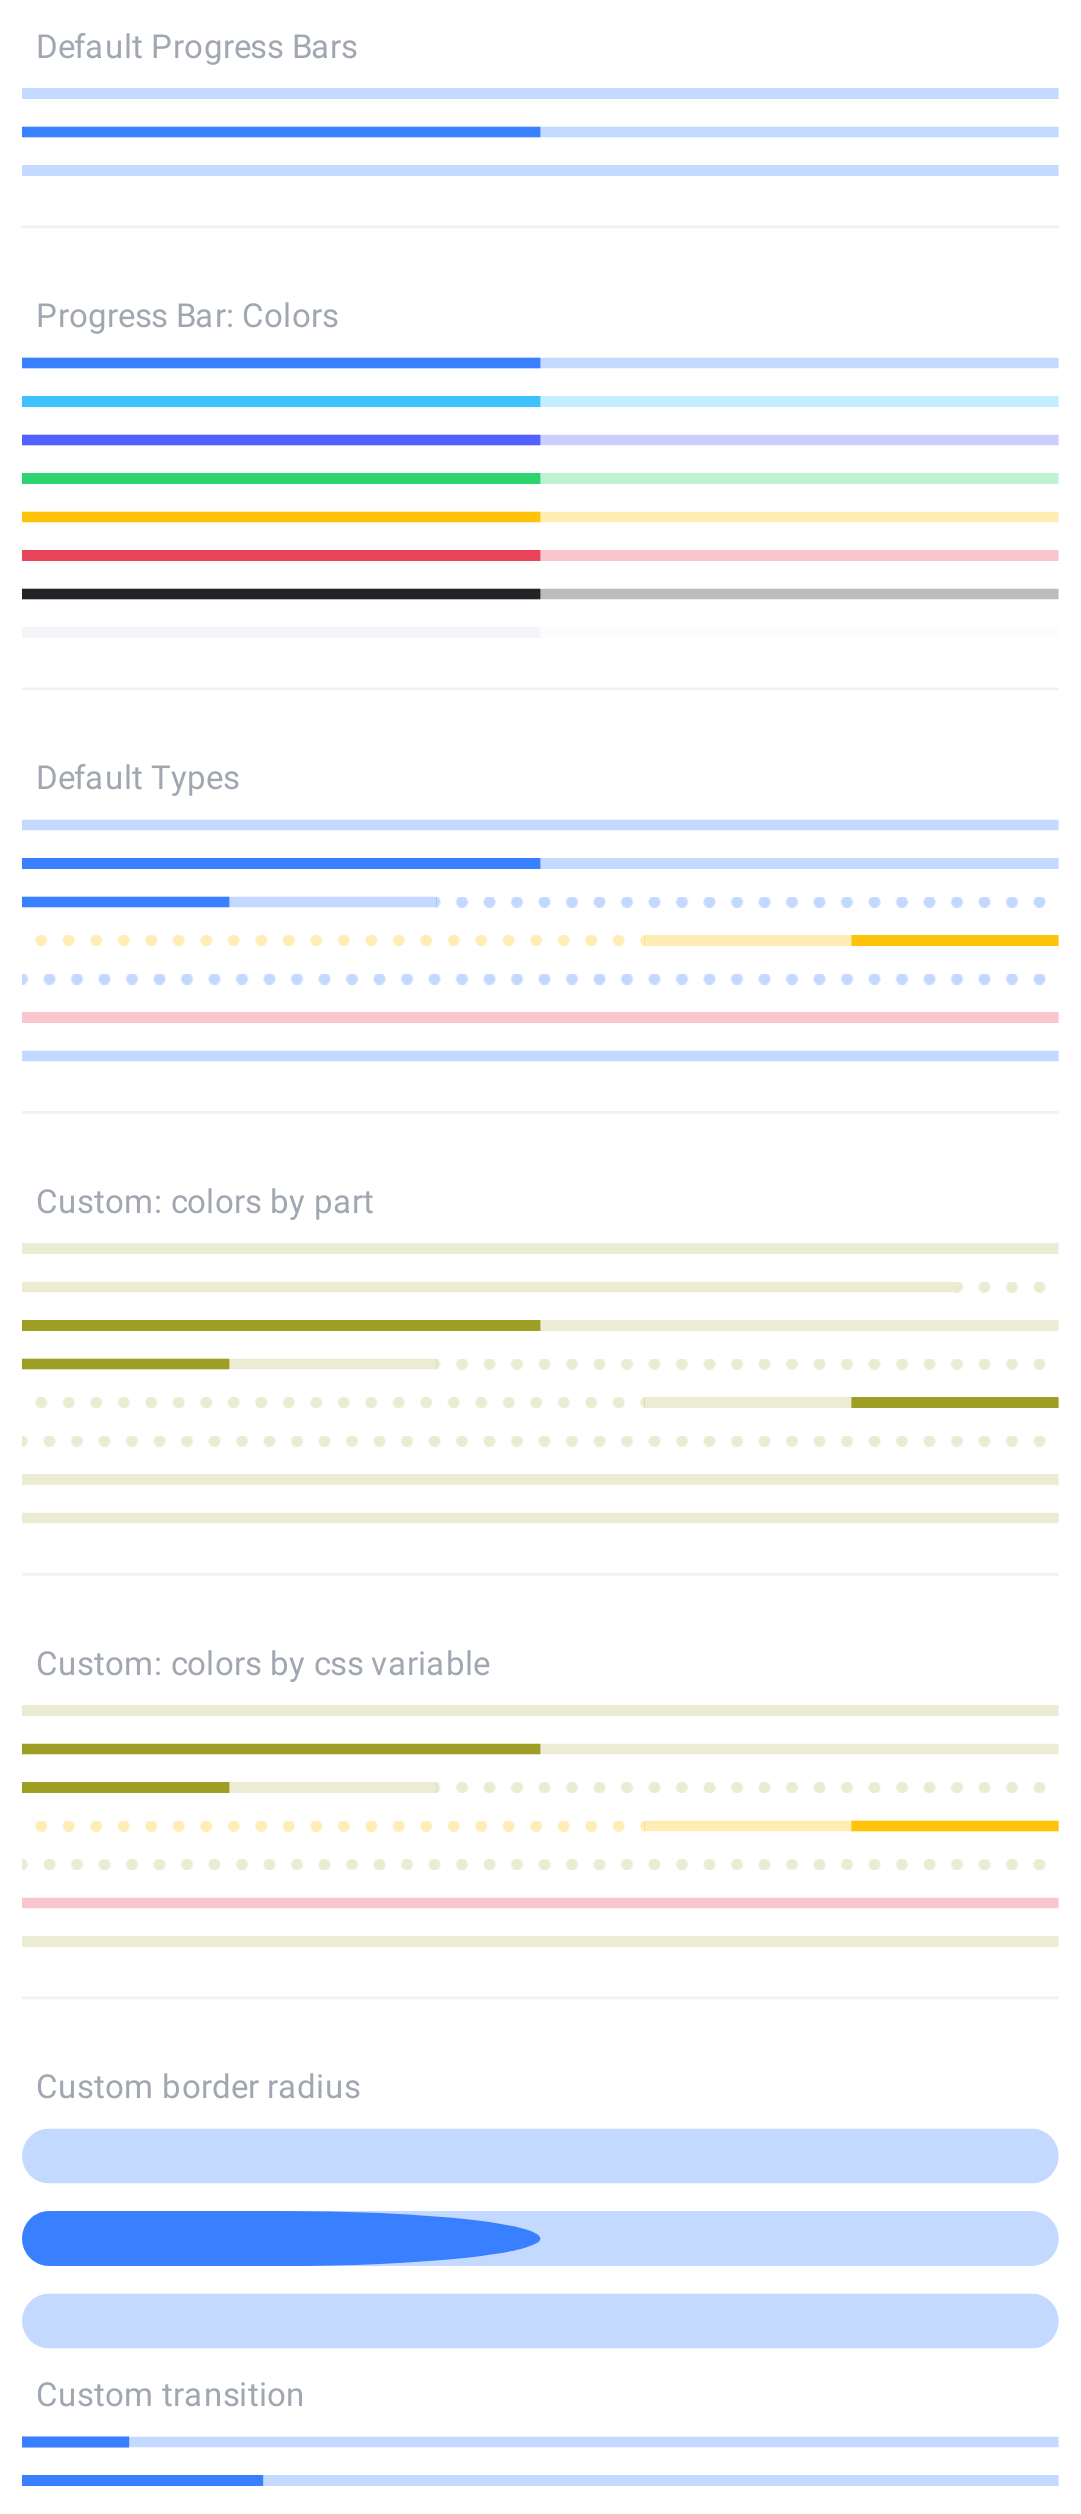 Default Progress Bars
Progress Bar: Colors
Default Types
Custom: colors by part
Custom: colors by css variable
Custom border radius
Custom transition